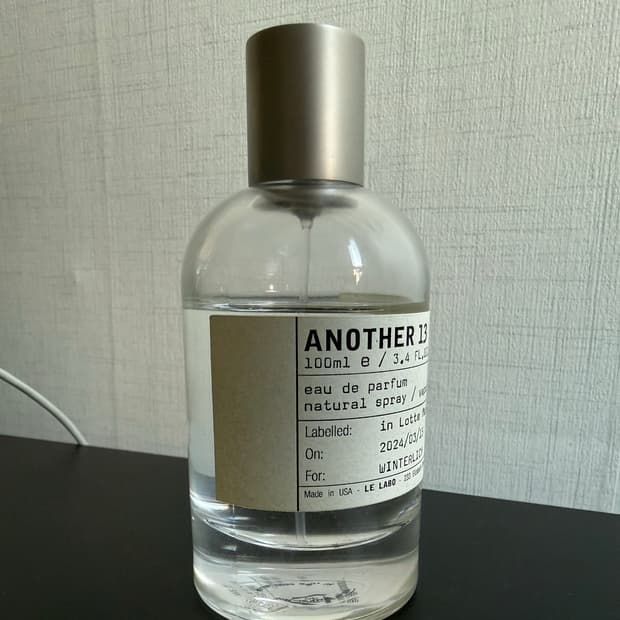 ANOTHER 13
100ml e / 3.4 FL.
eau de parfum
natural spray /
Labelled: in Lotte
On: 2024/03/
For:
Made in USA - LE LABO -